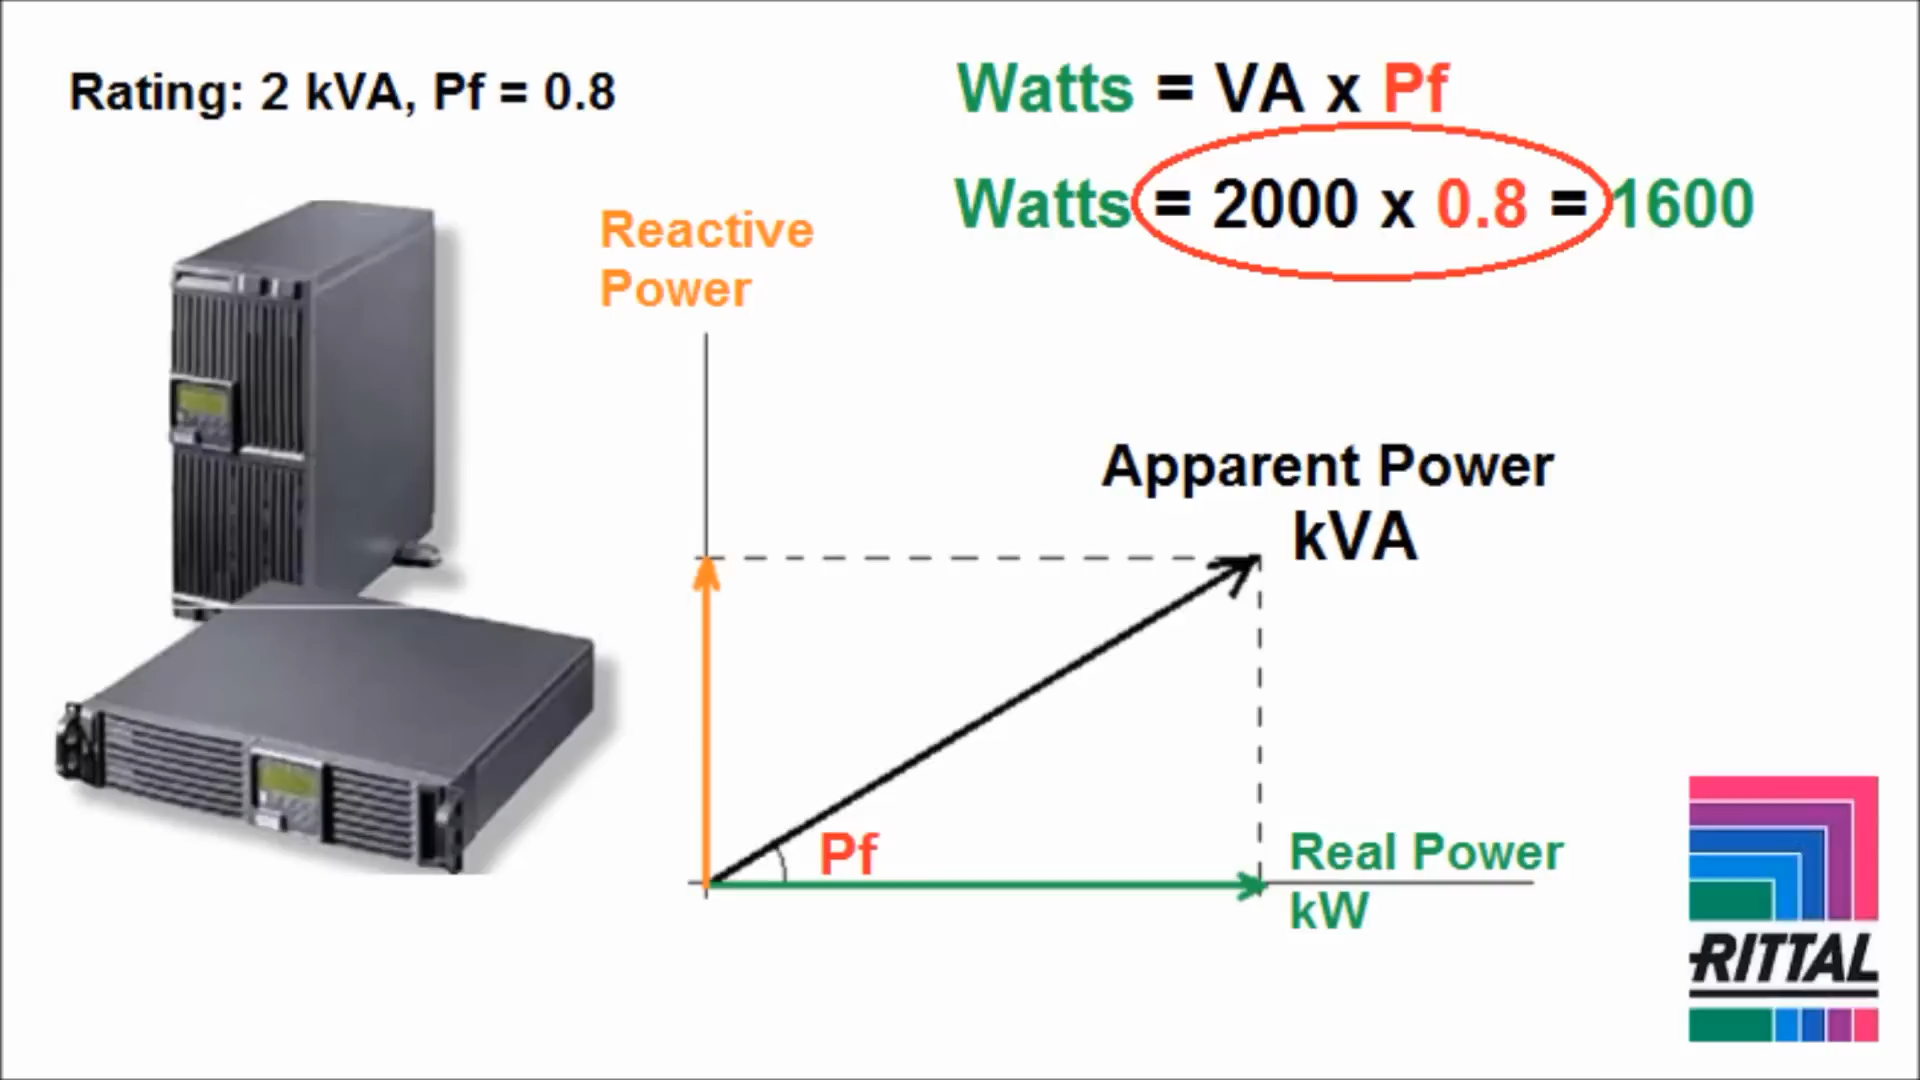 Rating: 2 kVA, Pf = 0.8
Watts = VA x Pf
Watts = 2000 x 0.8 = 1600
Reactive
Power
Apparent Power
kVA
Pf
Real Power
kW
RITTAL